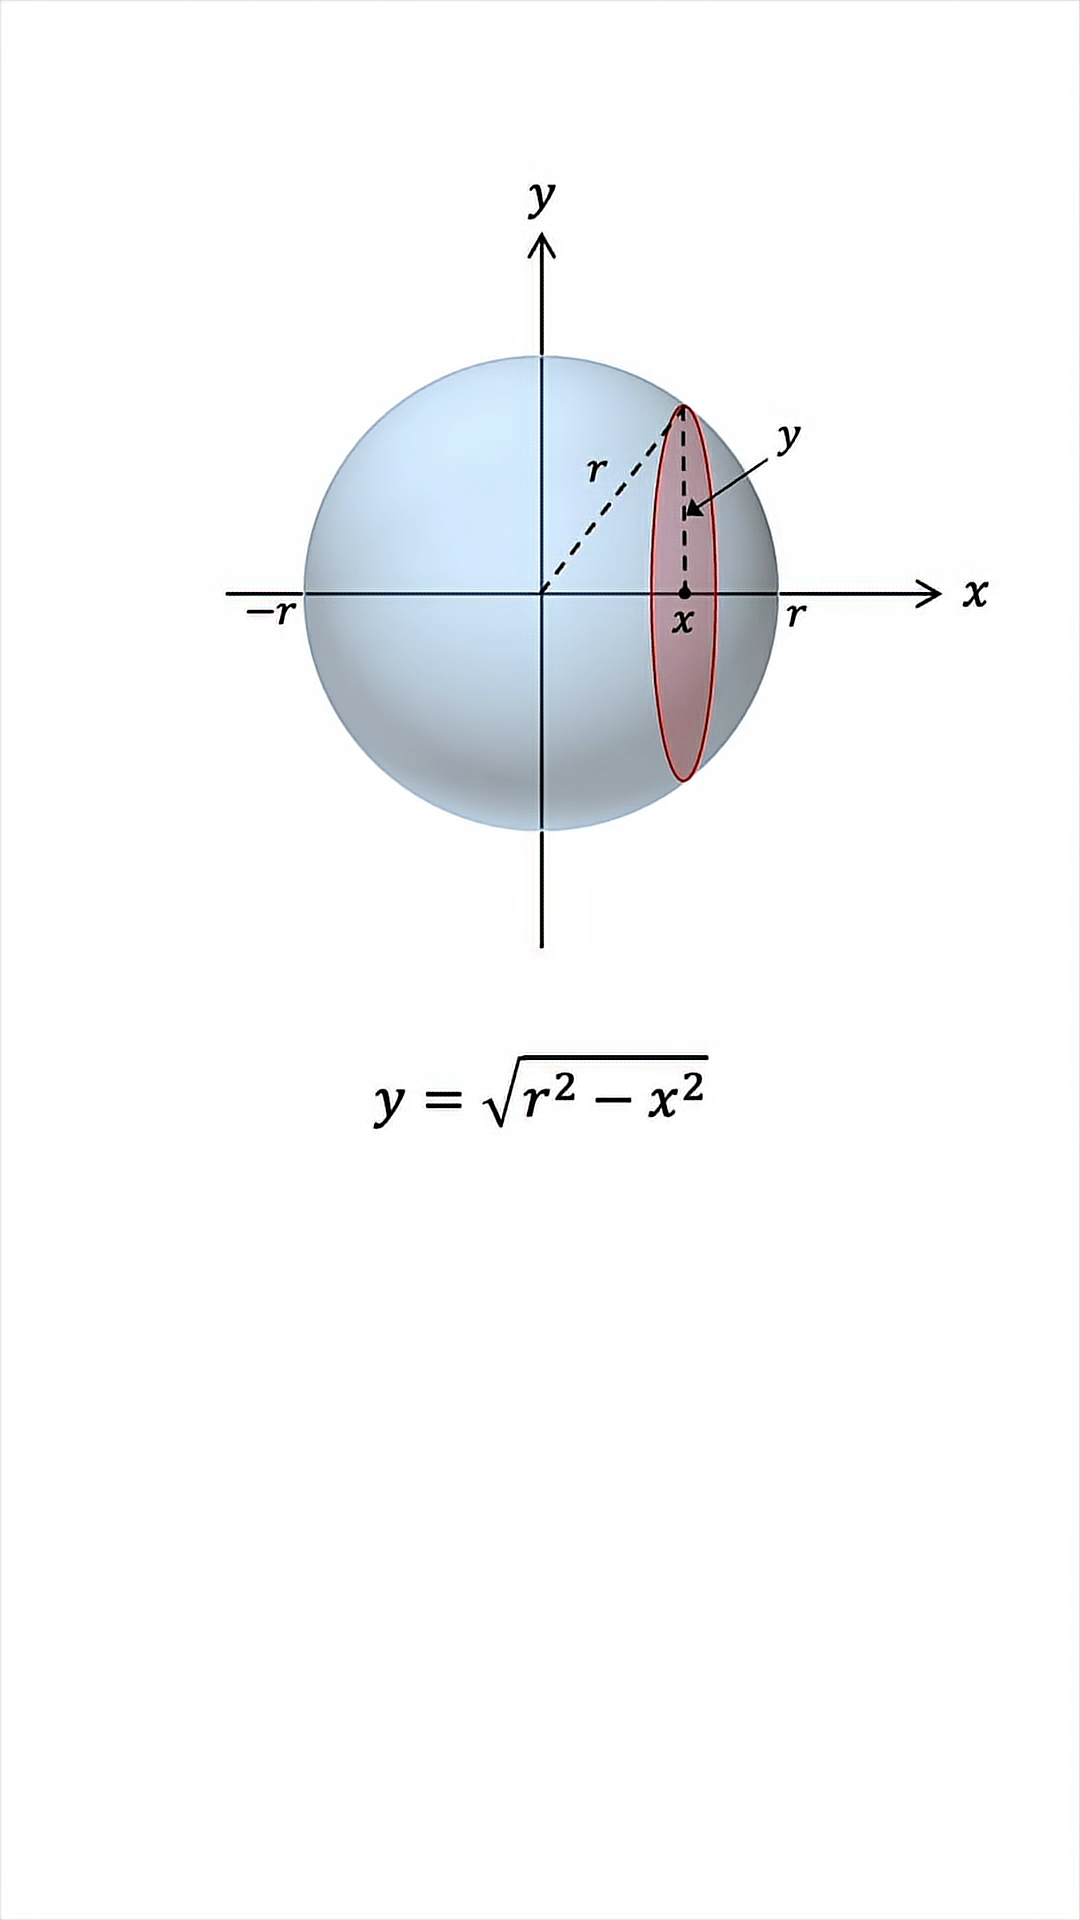 y
y
r
−r
x
r
x
y = √(r² − x²)